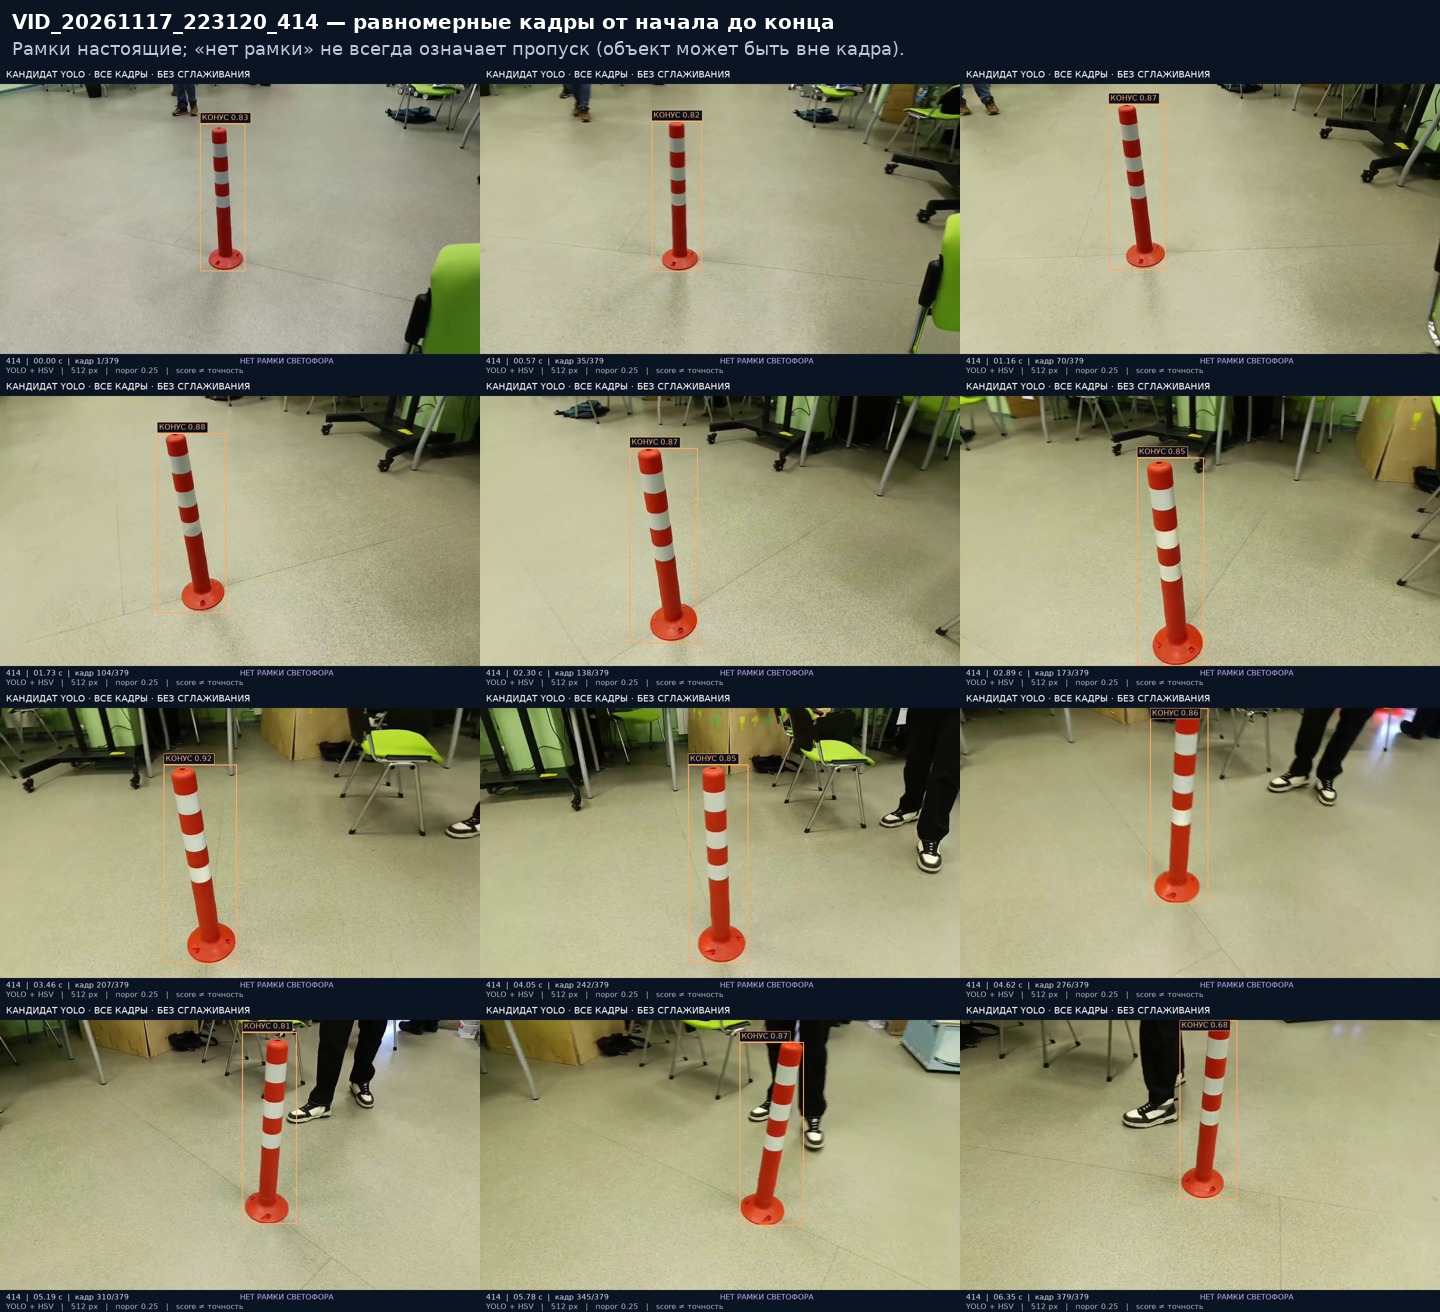 VID_20261117_223120_414 — равномерные кадры от начала до конца
Рамки настоящие; «нет рамки» не всегда означает пропуск (объект может быть вне кадра).
КАНДИДАТ YOLO · ВСЕ КАДРЫ · БЕЗ СГЛАЖИВАНИЯ
КАНДИДАТ YOLO · ВСЕ КАДРЫ · БЕЗ СГЛАЖИВАНИЯ
КАНДИДАТ YOLO · ВСЕ КАДРЫ · БЕЗ СГЛАЖИВАНИЯ
КОНУС 0.83
КОНУС 0.82
КОНУС 0.87
414 | 00.00 с | кадр 1/379 НЕТ РАМКИ СВЕТОФОРА
YOLO + HSV | 512 px | порог 0.25 | score ≠ точность
414 | 00.57 с | кадр 35/379 НЕТ РАМКИ СВЕТОФОРА
YOLO + HSV | 512 px | порог 0.25 | score ≠ точность
414 | 01.16 с | кадр 70/379 НЕТ РАМКИ СВЕТОФОРА
YOLO + HSV | 512 px | порог 0.25 | score ≠ точность
КАНДИДАТ YOLO · ВСЕ КАДРЫ · БЕЗ СГЛАЖИВАНИЯ
КАНДИДАТ YOLO · ВСЕ КАДРЫ · БЕЗ СГЛАЖИВАНИЯ
КАНДИДАТ YOLO · ВСЕ КАДРЫ · БЕЗ СГЛАЖИВАНИЯ
КОНУС 0.88
КОНУС 0.87
КОНУС 0.85
414 | 01.73 с | кадр 104/379 НЕТ РАМКИ СВЕТОФОРА
YOLO + HSV | 512 px | порог 0.25 | score ≠ точность
414 | 02.30 с | кадр 138/379 НЕТ РАМКИ СВЕТОФОРА
YOLO + HSV | 512 px | порог 0.25 | score ≠ точность
414 | 02.89 с | кадр 173/379 НЕТ РАМКИ СВЕТОФОРА
YOLO + HSV | 512 px | порог 0.25 | score ≠ точность
КАНДИДАТ YOLO · ВСЕ КАДРЫ · БЕЗ СГЛАЖИВАНИЯ
КАНДИДАТ YOLO · ВСЕ КАДРЫ · БЕЗ СГЛАЖИВАНИЯ
КАНДИДАТ YOLO · ВСЕ КАДРЫ · БЕЗ СГЛАЖИВАНИЯ
КОНУС 0.92
КОНУС 0.85
КОНУС 0.86
414 | 03.46 с | кадр 207/379 НЕТ РАМКИ СВЕТОФОРА
YOLO + HSV | 512 px | порог 0.25 | score ≠ точность
414 | 04.05 с | кадр 242/379 НЕТ РАМКИ СВЕТОФОРА
YOLO + HSV | 512 px | порог 0.25 | score ≠ точность
414 | 04.62 с | кадр 276/379 НЕТ РАМКИ СВЕТОФОРА
YOLO + HSV | 512 px | порог 0.25 | score ≠ точность
КАНДИДАТ YOLO · ВСЕ КАДРЫ · БЕЗ СГЛАЖИВАНИЯ
КАНДИДАТ YOLO · ВСЕ КАДРЫ · БЕЗ СГЛАЖИВАНИЯ
КАНДИДАТ YOLO · ВСЕ КАДРЫ · БЕЗ СГЛАЖИВАНИЯ
КОНУС 0.81
КОНУС 0.87
КОНУС 0.68
414 | 05.19 с | кадр 310/379 НЕТ РАМКИ СВЕТОФОРА
YOLO + HSV | 512 px | порог 0.25 | score ≠ точность
414 | 05.78 с | кадр 345/379 НЕТ РАМКИ СВЕТОФОРА
YOLO + HSV | 512 px | порог 0.25 | score ≠ точность
414 | 06.35 с | кадр 379/379 НЕТ РАМКИ СВЕТОФОРА
YOLO + HSV | 512 px | порог 0.25 | score ≠ точность